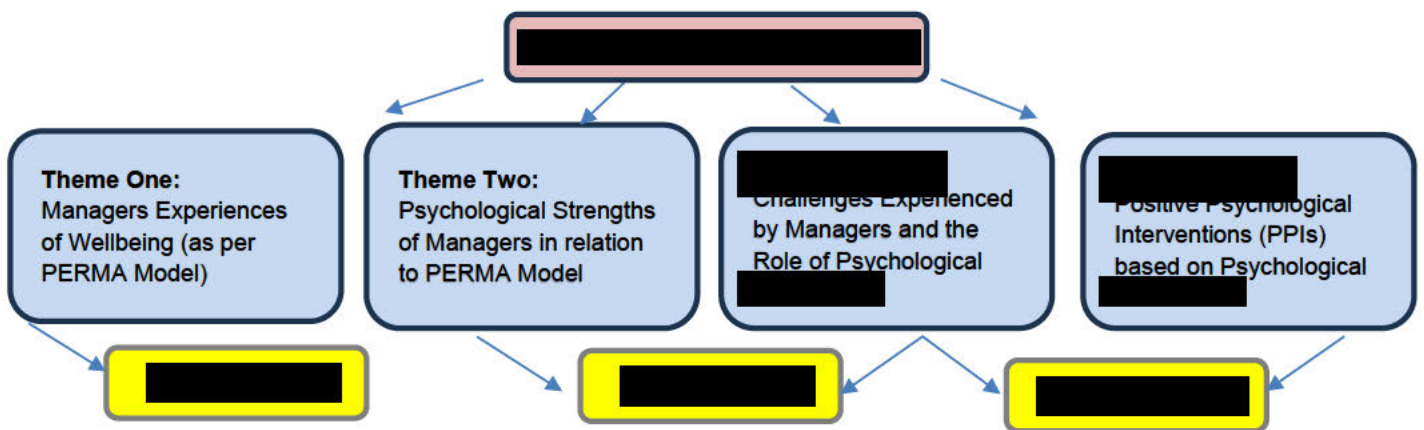 Theme One:
Managers Experiences
of Wellbeing (as per
PERMA Model)
Theme Two:
Psychological Strengths
of Managers in relation
to PERMA Model
Challenges Experienced
by Managers and the
Role of Psychological
Positive Psychological
Interventions (PPIs)
based on Psychological